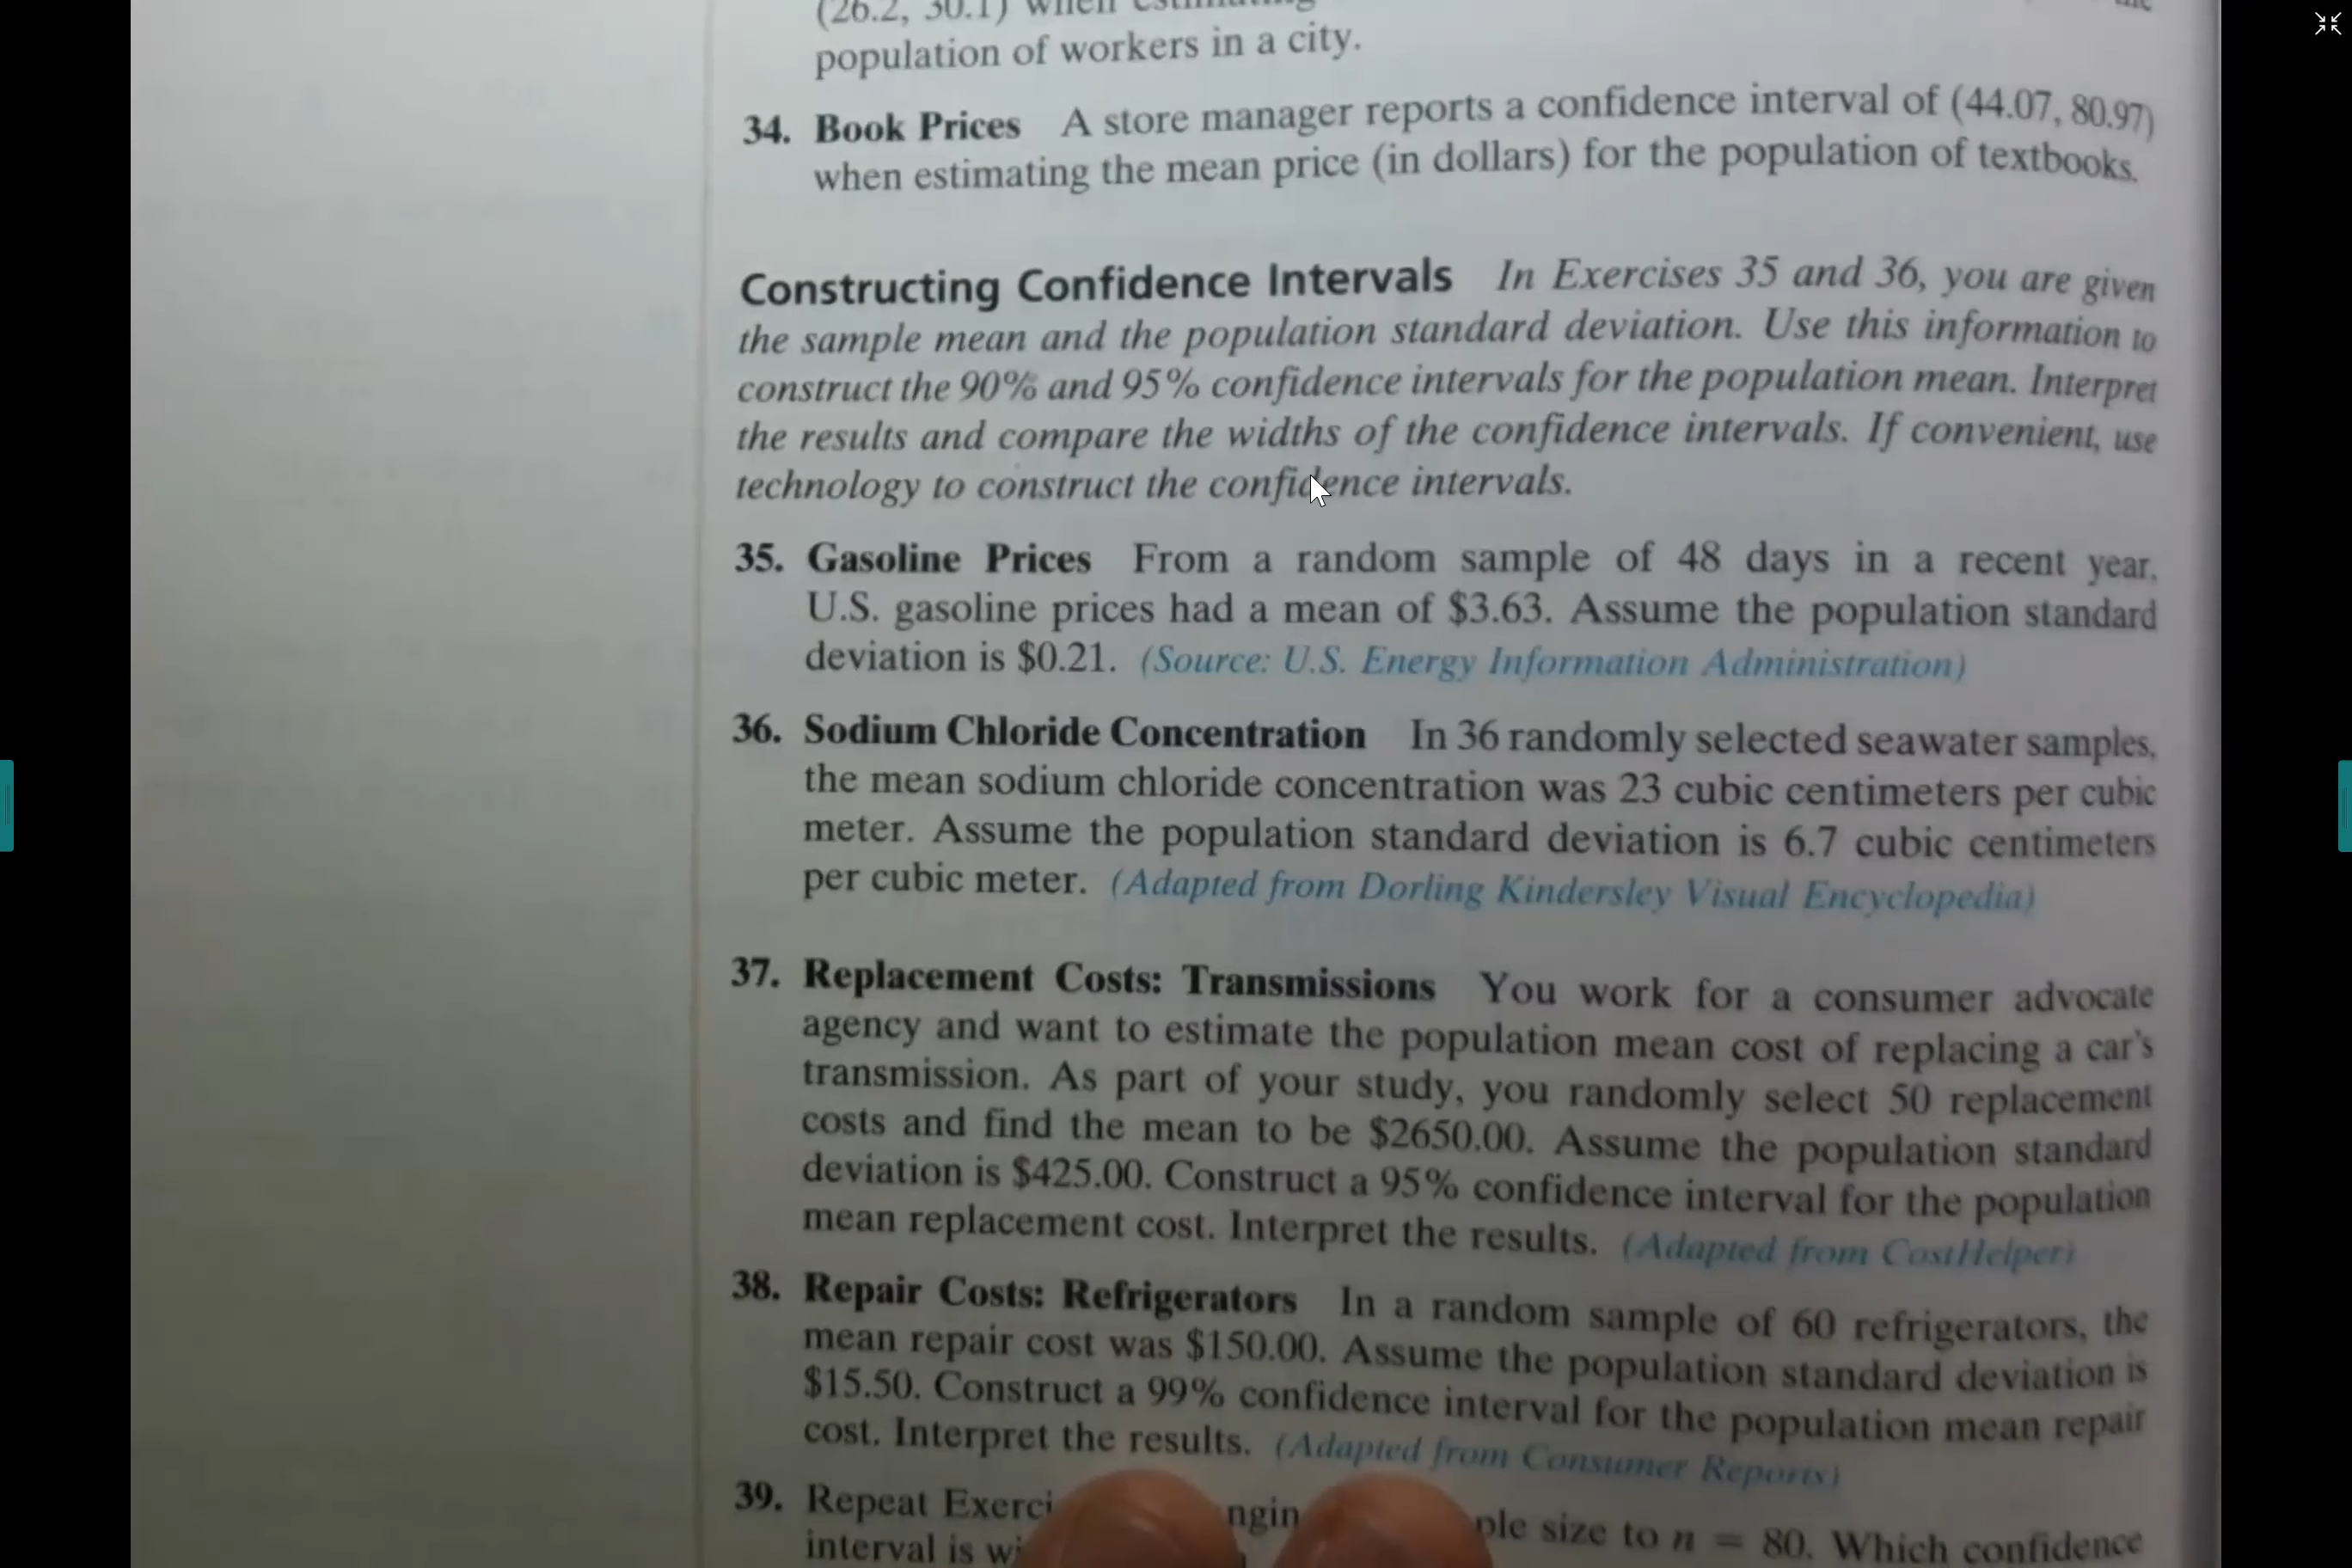 (26.2, 30.1) when estimating
population of workers in a city.
34. Book Prices A store manager reports a confidence interval of (44.07, 80.97)
when estimating the mean price (in dollars) for the population of textbooks.
Constructing Confidence Intervals In Exercises 35 and 36, you are given
the sample mean and the population standard deviation. Use this information to
construct the 90% and 95% confidence intervals for the population mean. Interpret
the results and compare the widths of the confidence intervals. If convenient, use
technology to construct the confidence intervals.
35. Gasoline Prices From a random sample of 48 days in a recent year,
U.S. gasoline prices had a mean of $3.63. Assume the population standard
deviation is $0.21. (Source: U.S. Energy Information Administration)
36. Sodium Chloride Concentration In 36 randomly selected seawater samples,
the mean sodium chloride concentration was 23 cubic centimeters per cubic
meter. Assume the population standard deviation is 6.7 cubic centimeters
per cubic meter. (Adapted from Dorling Kindersley Visual Encyclopedia)
37. Replacement Costs: Transmissions You work for a consumer advocate
agency and want to estimate the population mean cost of replacing a car's
transmission. As part of your study, you randomly select 50 replacement
costs and find the mean to be $2650.00. Assume the population standard
deviation is $425.00. Construct a 95% confidence interval for the population
mean replacement cost. Interpret the results. (Adapted from CostHelper)
38. Repair Costs: Refrigerators In a random sample of 60 refrigerators, the
mean repair cost was $150.00. Assume the population standard deviation is
$15.50. Construct a 99% confidence interval for the population mean repair
cost. Interpret the results. (Adapted from Consumer Reports)
39. Repeat Exerci ngin ple size to n = 80. Which confidence
interval is wi